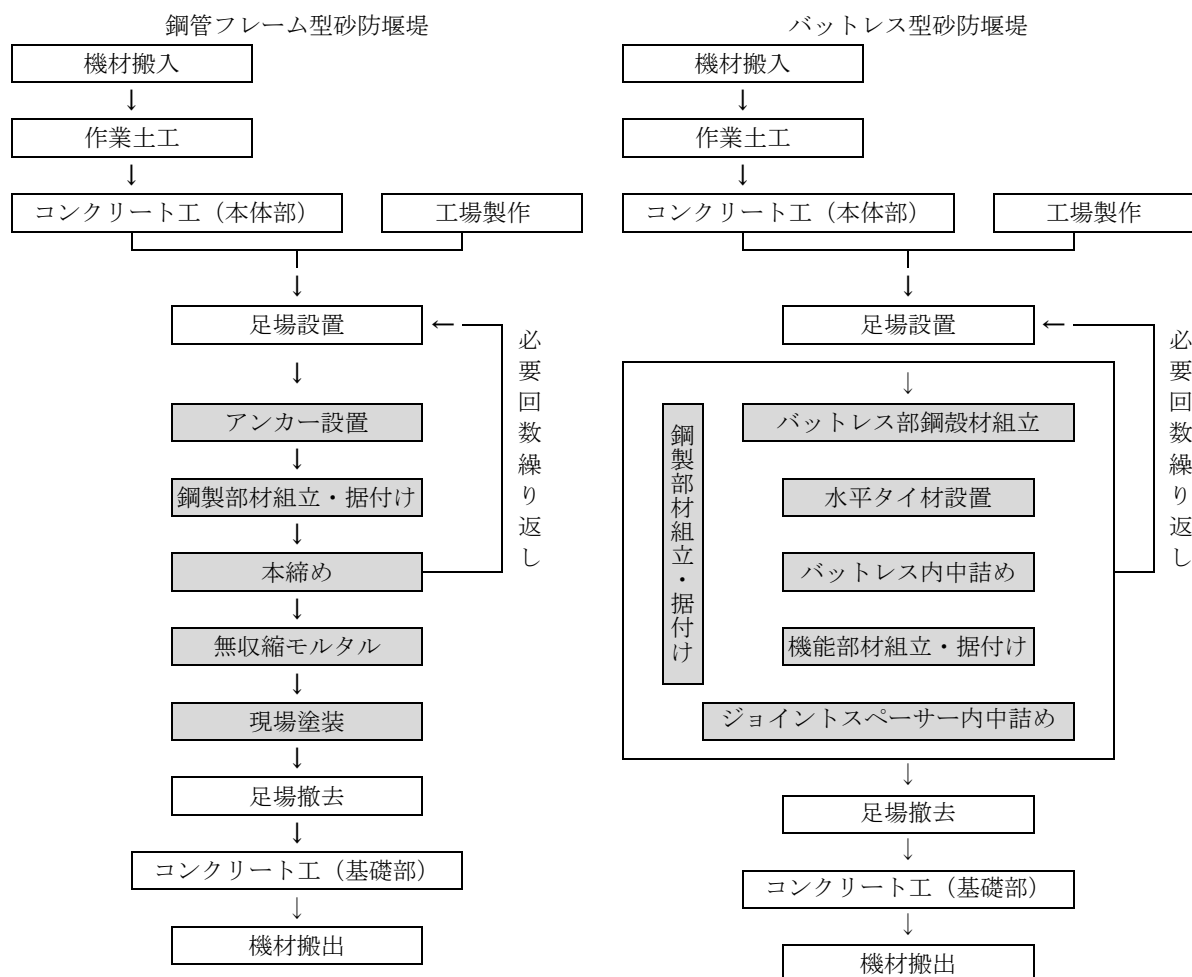 鋼管フレーム型砂防堰堤
機材搬入
↓
作業土工
↓
コンクリート工（本体部）
工場製作
↓
足場設置
←
必要回数繰り返し
↓
アンカー設置
↓
鋼製部材組立・据付け
↓
本締め
↓
無収縮モルタル
↓
現場塗装
↓
足場撤去
↓
コンクリート工（基礎部）
↓
機材搬出
バットレス型砂防堰堤
機材搬入
↓
作業土工
↓
コンクリート工（本体部）
工場製作
↓
足場設置
←
必要回数繰り返し
↓
鋼製部材組立・据付け
バットレス部鋼殻材組立
水平タイ材設置
バットレス内中詰め
機能部材組立・据付け
ジョイントスペーサー内中詰め
↓
足場撤去
↓
コンクリート工（基礎部）
↓
機材搬出